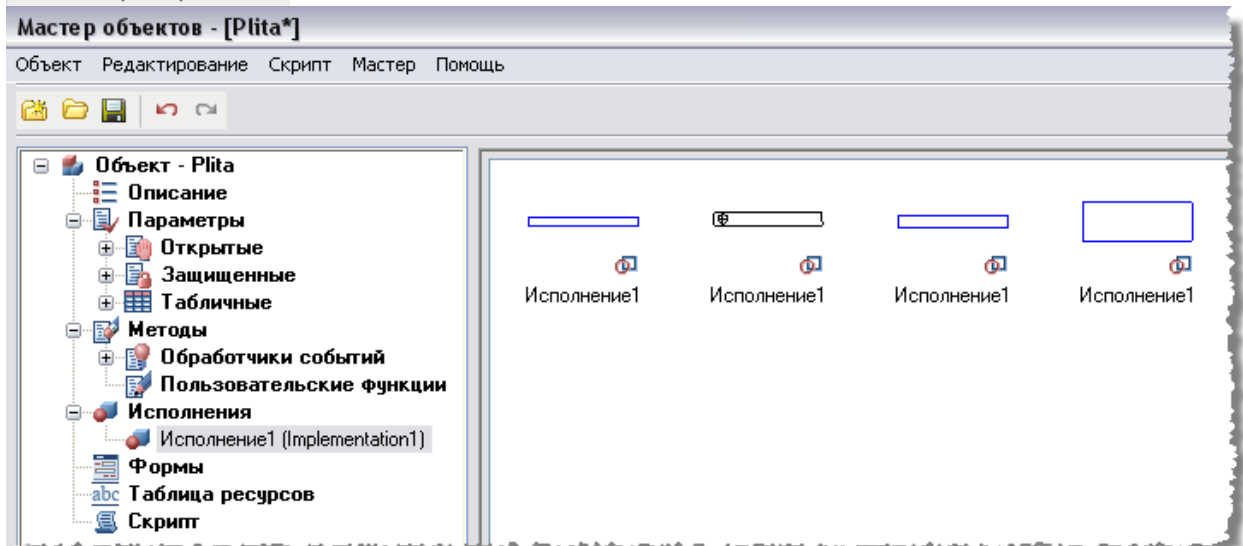 Мастер объектов - [Plita*]
Объект Редактирование Скрипт Мастер Помощь
Объект - Plita
Описание
Параметры
Открытые
Защищенные
Табличные
Методы
Обработчики событий
Пользовательские функции
Исполнения
Исполнение1 (Implementation1)
Формы
abc Таблица ресурсов
Скрипт
Исполнение1 Исполнение1 Исполнение1 Исполнение1